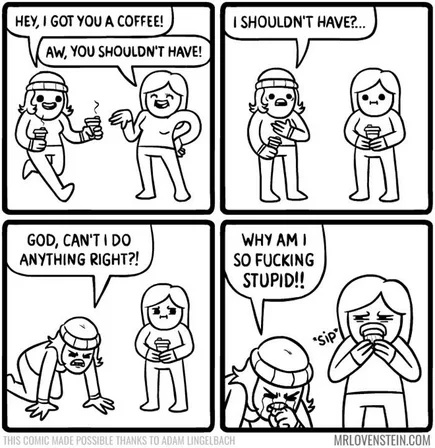 HEY, I GOT YOU A COFFEE!
AW, YOU SHOULDN'T HAVE!
I SHOULDN'T HAVE?...
GOD, CAN'T I DO
ANYTHING RIGHT?!
WHY AM I
SO FUCKING
STUPID!!
*sip*
THIS COMIC MADE POSSIBLE THANKS TO ADAM LINGELBACH
MRLOVENSTEIN.COM